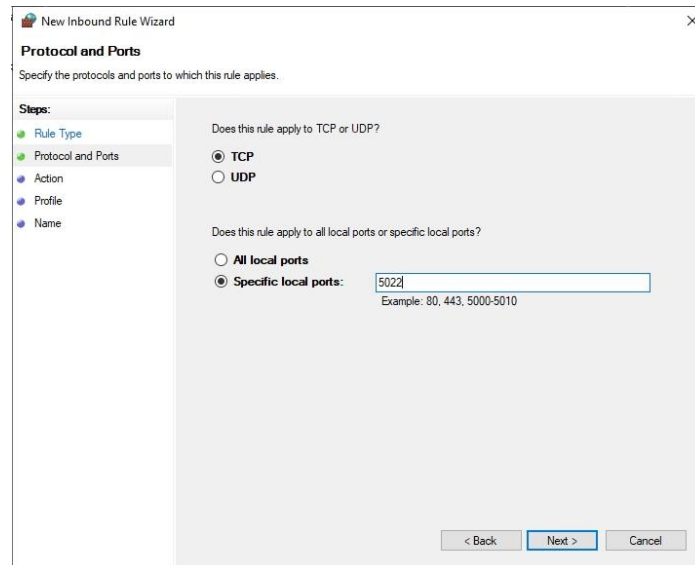 New Inbound Rule Wizard
Protocol and Ports
Specify the protocols and ports to which this rule applies.
Steps:
Rule Type
Protocol and Ports
Action
Profile
Name
Does this rule apply to TCP or UDP?
TCP
UDP
Does this rule apply to all local ports or specific local ports?
All local ports
Specific local ports:
5022
Example: 80, 443, 5000-5010
< Back
Next >
Cancel